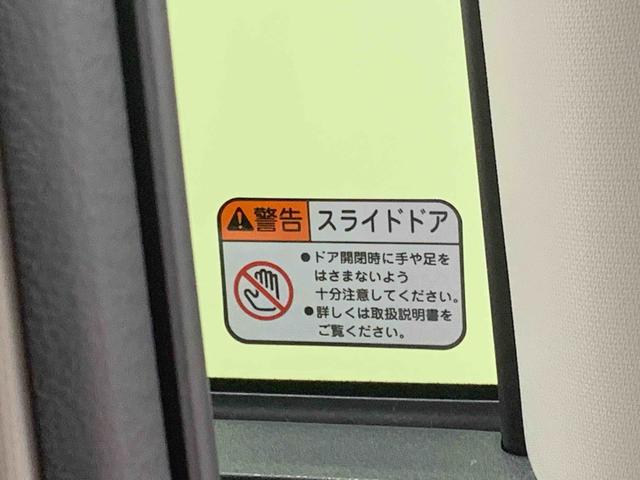 警告 スライドドア
●ドア開閉時に手や足を
はさまないよう
十分注意してください。
●詳しくは取扱説明書を
ご覧ください。